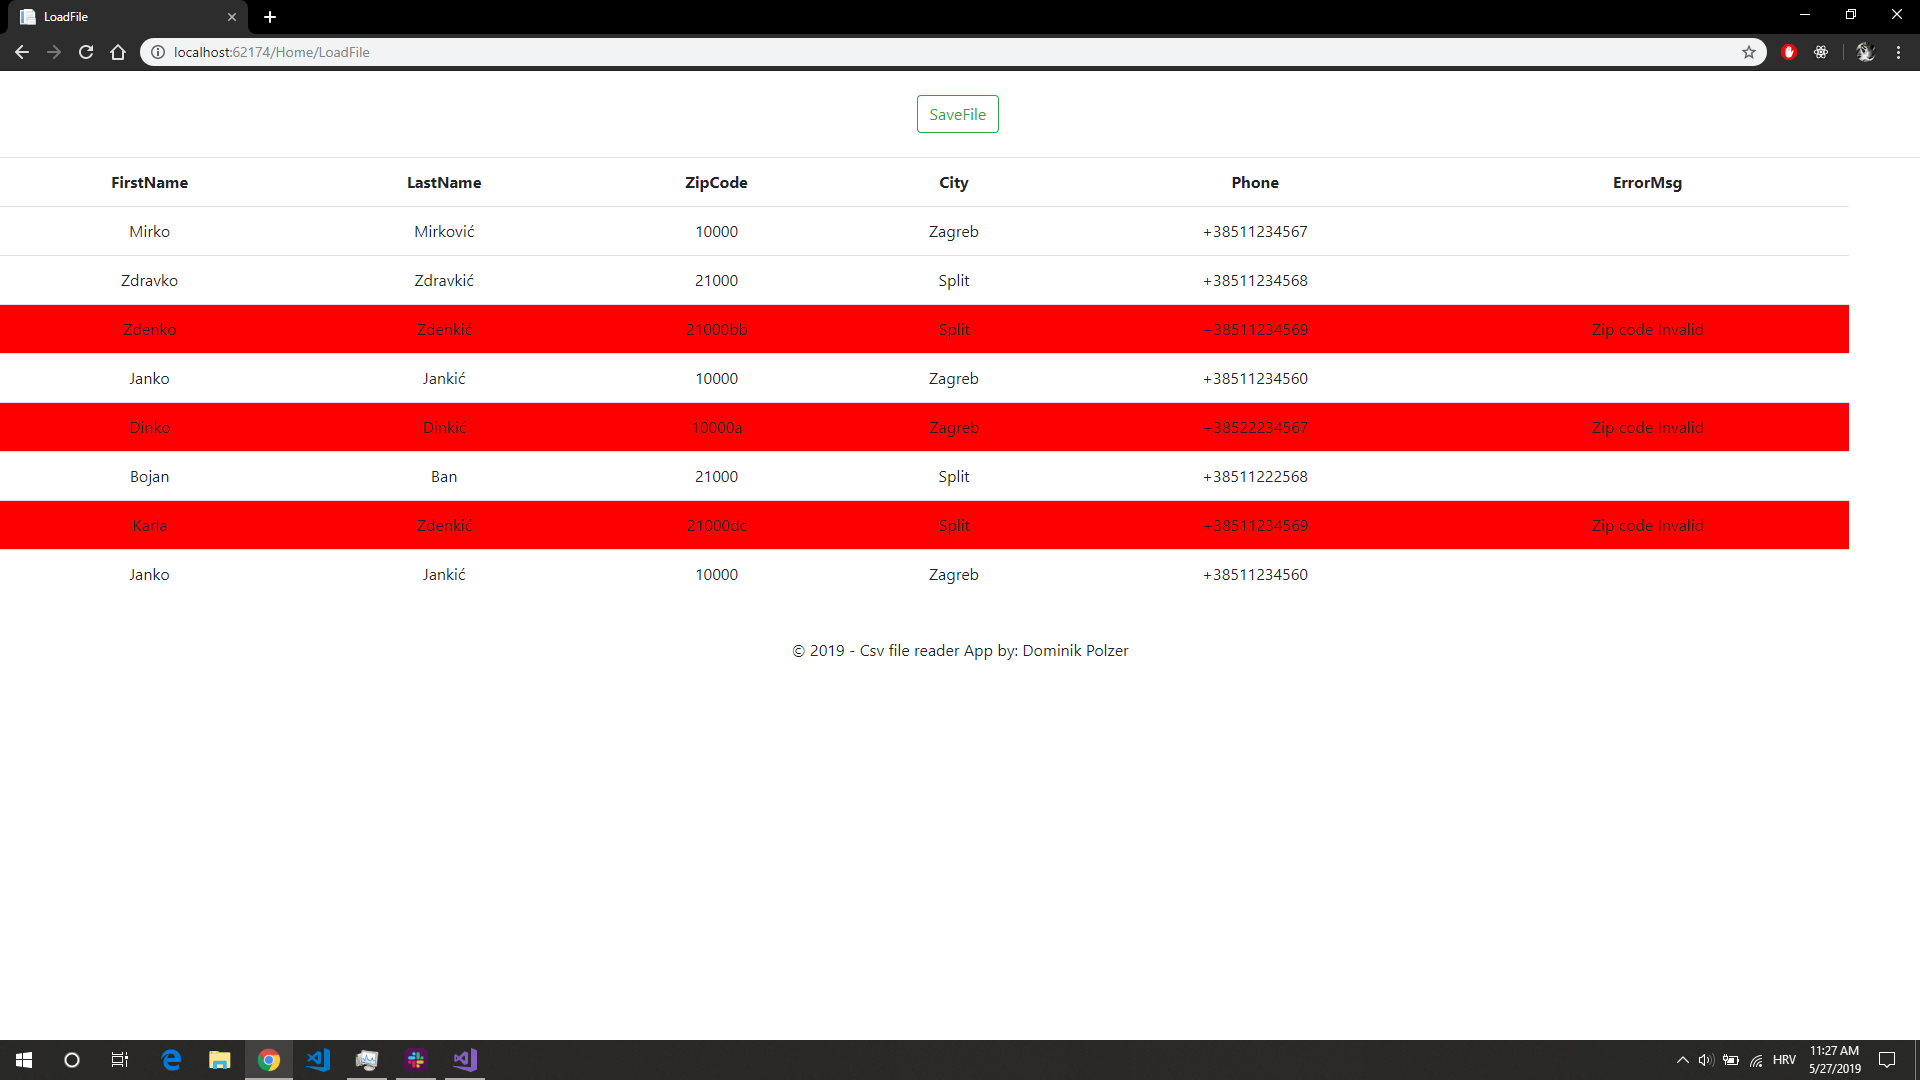 LoadFile
localhost:62174/Home/LoadFile
SaveFile
FirstName LastName ZipCode City Phone ErrorMsg
Mirko Mirković 10000 Zagreb +38511234567
Zdravko Zdravkić 21000 Split +38511234568
Zdenko Zdenkić 21000bb Split +38511234569 Zip code Invalid
Janko Jankić 10000 Zagreb +38511234560
Dinko Dinkić 10000a Zagreb +38522234567 Zip code Invalid
Bojan Ban 21000 Split +38511222568
Karla Zdenkić 21000dc Split +38511234569 Zip code Invalid
Janko Jankić 10000 Zagreb +38511234560
© 2019 - Csv file reader App by: Dominik Polzer
HRV
11:27 AM
5/27/2019